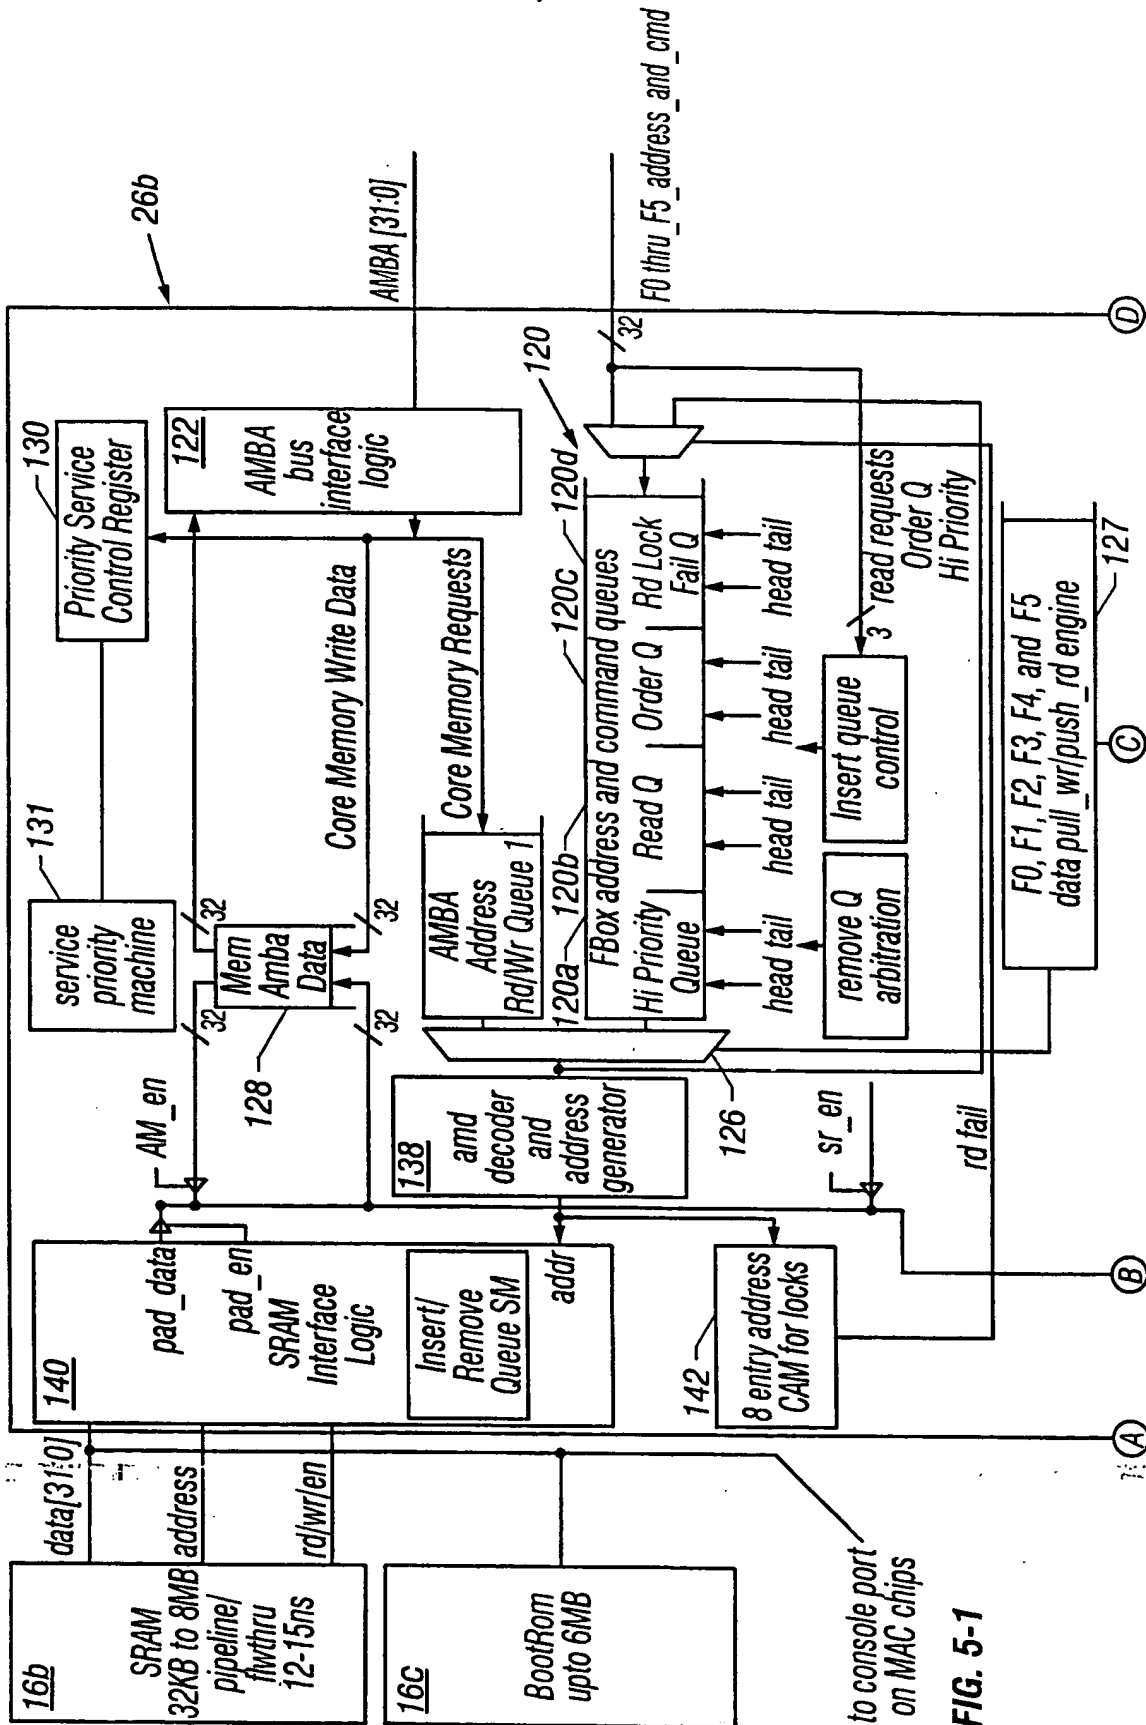 16b
SRAM
32KB to 8MB
pipeline/
flwthru
12-15ns
data[31:0]
address
rd/wr/en
16c
BootRom
upto 6MB
to console port
on MAC chips
FIG. 5-1
140
pad_data
pad_en
SRAM
Interface
Logic
Insert/
Remove
Queue SM
addr
AM_en
138
amd
decoder
and
address
generator
142
8 entry address
CAM for locks
sr_en
rd fail
126
131
service
priority
machine
130
Priority Service
Control Register
32
32
Mem
Amba
Data
32
32
128
Core Memory Write Data
122
AMBA
bus
interface
logic
26b
AMBA [31:0]
AMBA
Address
Rd/Wr Queue 1
Core Memory Requests
120a
120b
120c
120d
120
FBox address and command queues
Hi Priority
Queue
Read Q
Order Q
Rd Lock
Fail Q
head tail
head tail
head tail
head tail
remove Q
arbitration
Insert queue
control
3
read requests
Order Q
Hi Priority
32
F0 thru_F5_address_and_cmd
F0, F1, F2, F3, F4, and F5
data pull_wr/push_rd engine
127
A
B
C
D